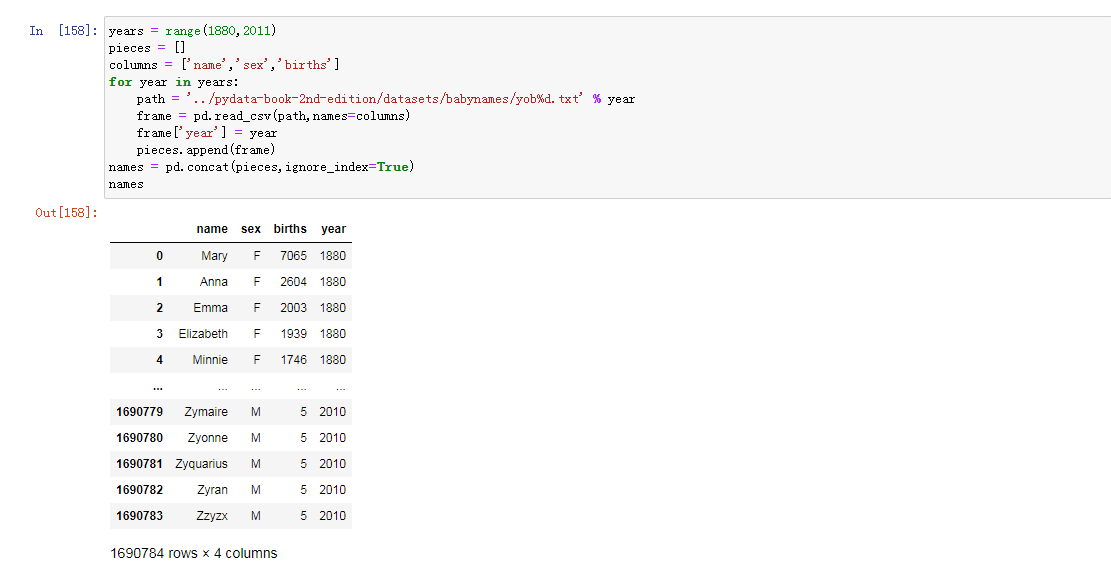 In [158]: years = range(1880,2011)
pieces = []
columns = ['name','sex','births']
for year in years:
    path = '../pydata-book-2nd-edition/datasets/babynames/yob%d.txt' % year
    frame = pd.read_csv(path,names=columns)
    frame['year'] = year
    pieces.append(frame)
names = pd.concat(pieces,ignore_index=True)
names
Out[158]:
name sex births year
0 Mary F 7065 1880
1 Anna F 2604 1880
2 Emma F 2003 1880
3 Elizabeth F 1939 1880
4 Minnie F 1746 1880
... ... ... ... ...
1690779 Zymaire M 5 2010
1690780 Zyonne M 5 2010
1690781 Zyquarius M 5 2010
1690782 Zyran M 5 2010
1690783 Zzyzx M 5 2010
1690784 rows × 4 columns